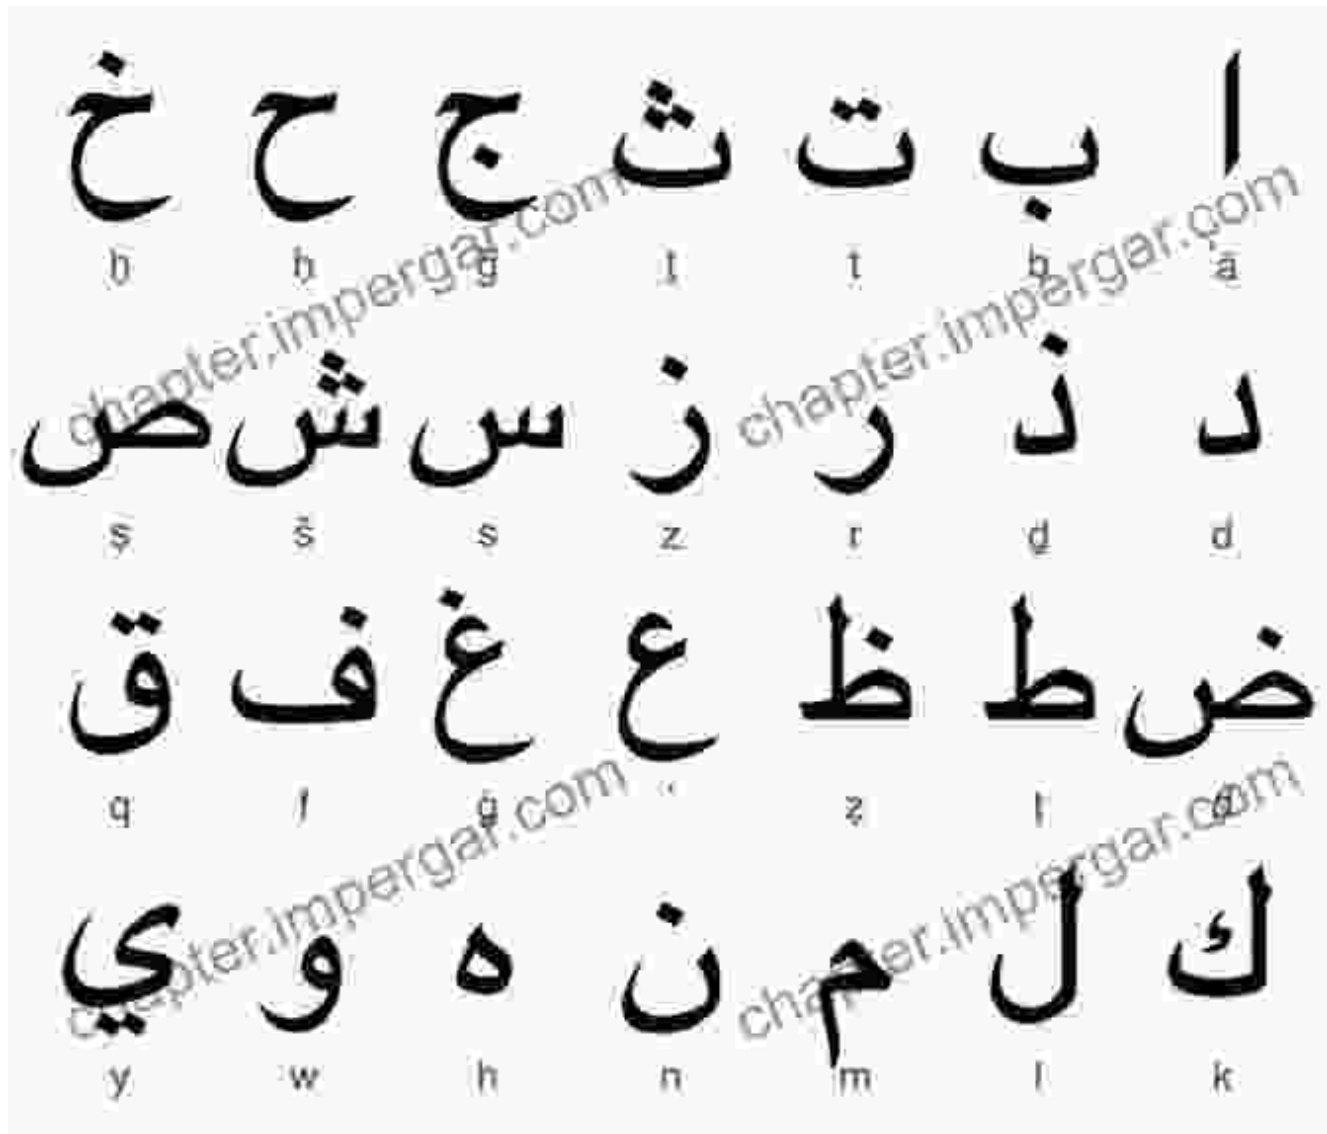 ا ب ت ث ج ح خ
ḫ ḥ ǧ ṯ t b a
chapter.impergar.com chapter.impergar.com
د ذ ر ز س ش ص
ṣ š s z r ḏ d
ض ط ظ ع غ ف ق
q f ġ ʿ ẓ ṭ ḍ
chapter.impergar.com chapter.impergar.com
ك ل م ن ه و ي
y w h n m l k